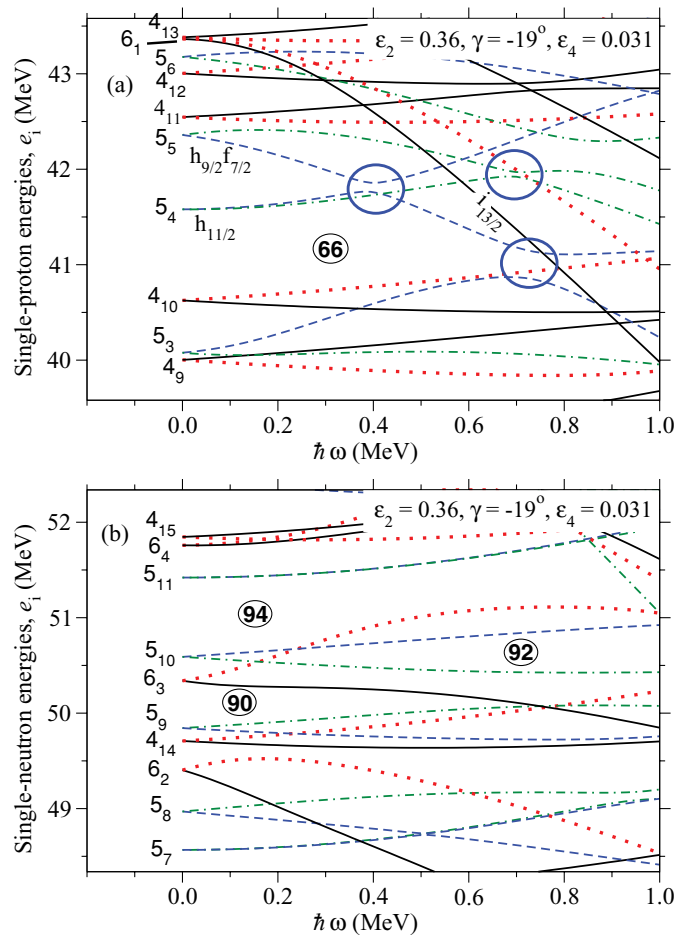 4₁₃
6₁
ε₂ = 0.36, γ = -19°, ε₄ = 0.031
43
5₆
(a)
4₁₂
4₁₁
5₅
42
h₉/₂f₇/₂
5₄
h₁₁/₂
i₁₃/₂
66
41
4₁₀
5₃
40
4₉
Single-proton energies, eᵢ (MeV)
0.0 0.2 0.4 0.6 0.8 1.0
ħ ω (MeV)
52
(b)
ε₂ = 0.36, γ = -19°, ε₄ = 0.031
4₁₅
6₄
5₁₁
51
94
5₁₀
92
6₃
90
50
5₉
4₁₄
6₂
49
5₈
5₇
Single-neutron energies, eᵢ (MeV)
0.0 0.2 0.4 0.6 0.8 1.0
ħ ω (MeV)